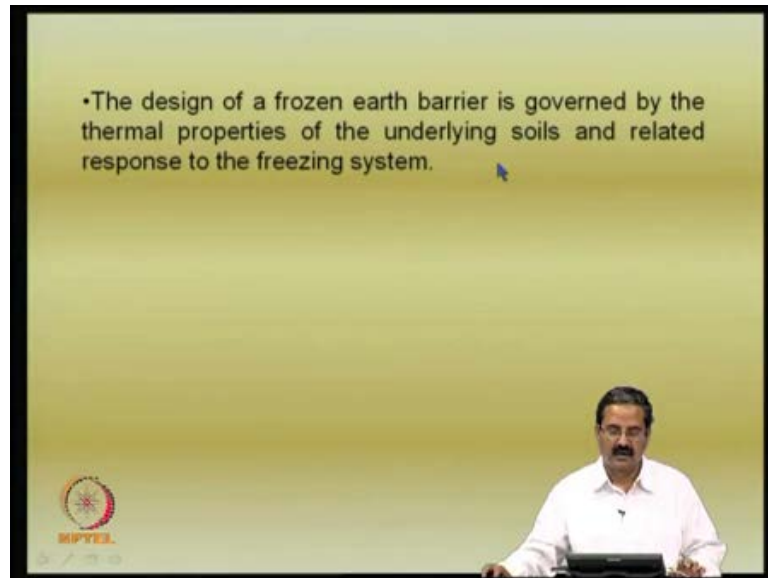 •The design of a frozen earth barrier is governed by the
thermal properties of the underlying soils and related
response to the freezing system.
NPTEL